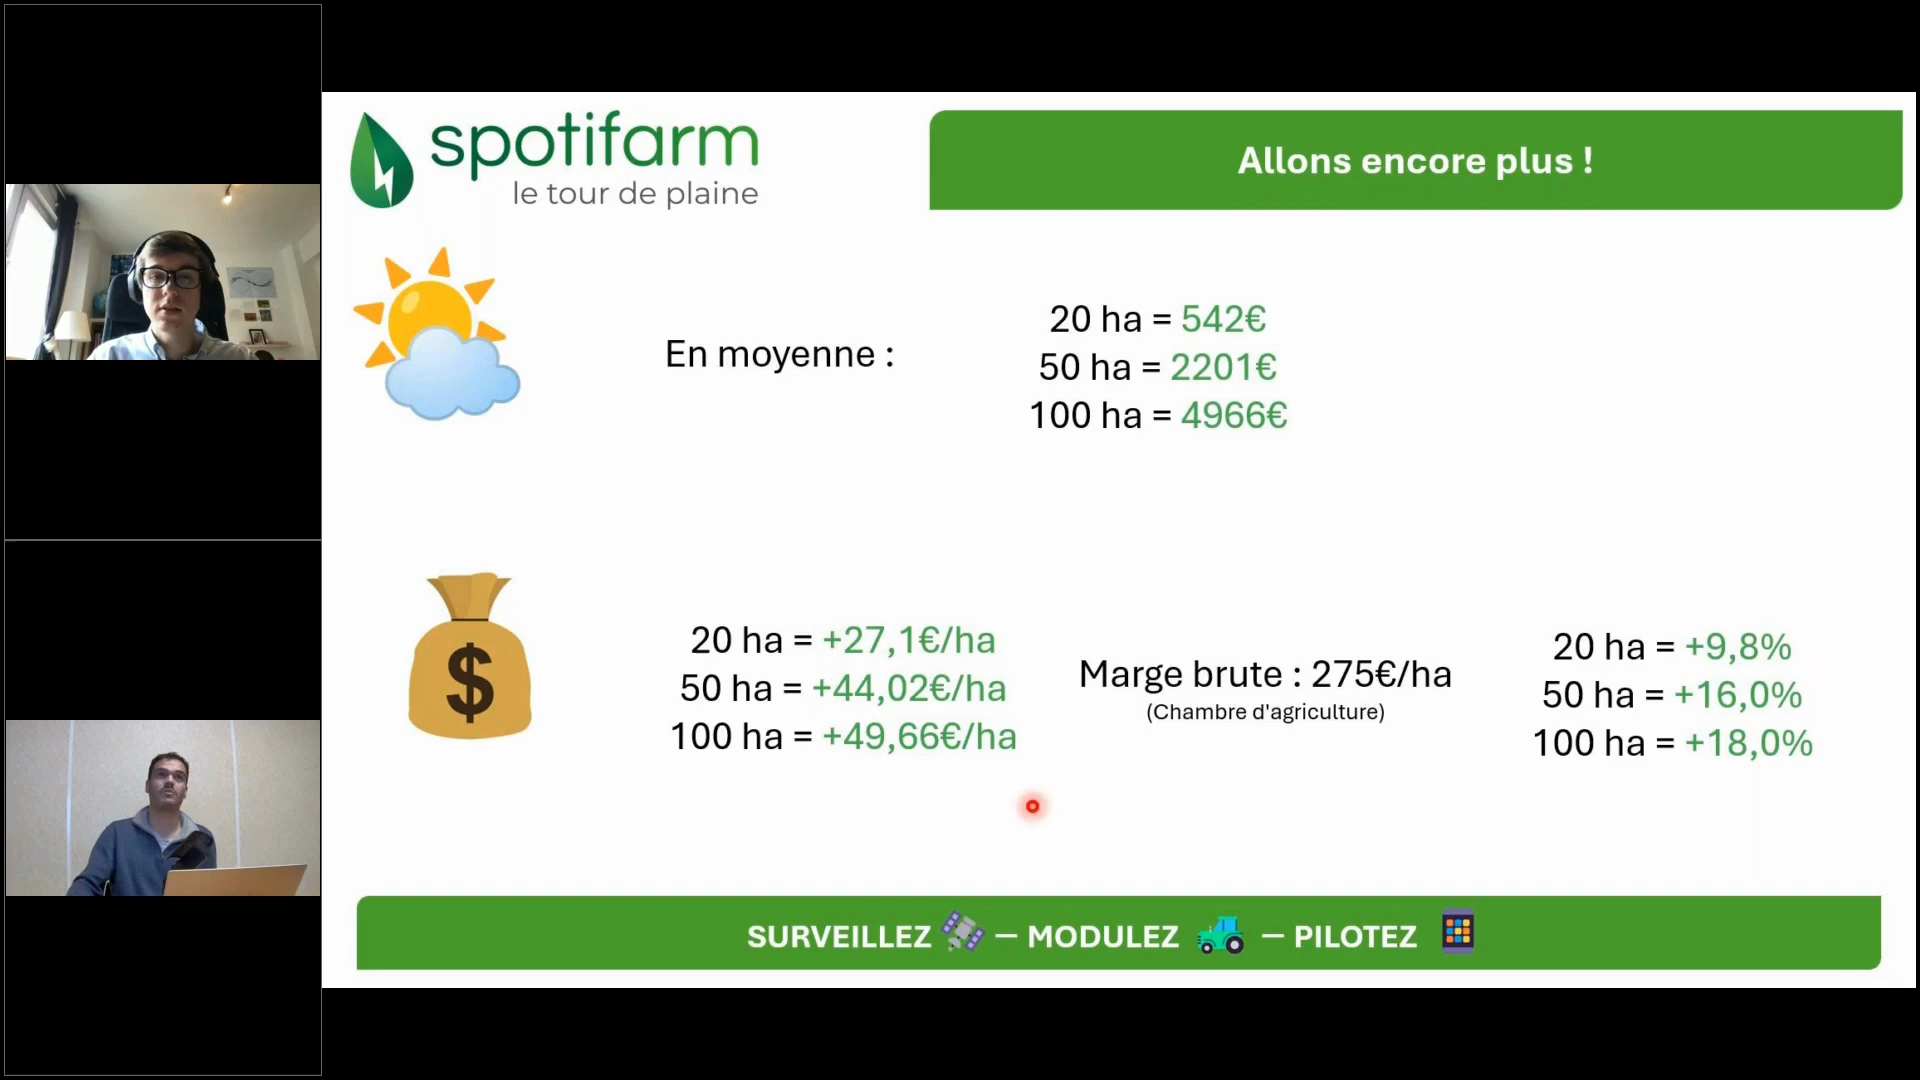 spotifarm
le tour de plaine
Allons encore plus !
En moyenne :
20 ha = 542€
50 ha = 2201€
100 ha = 4966€
$
20 ha = +27,1€/ha
50 ha = +44,02€/ha
100 ha = +49,66€/ha
Marge brute : 275€/ha
(Chambre d'agriculture)
20 ha = +9,8%
50 ha = +16,0%
100 ha = +18,0%
SURVEILLEZ – MODULEZ – PILOTEZ